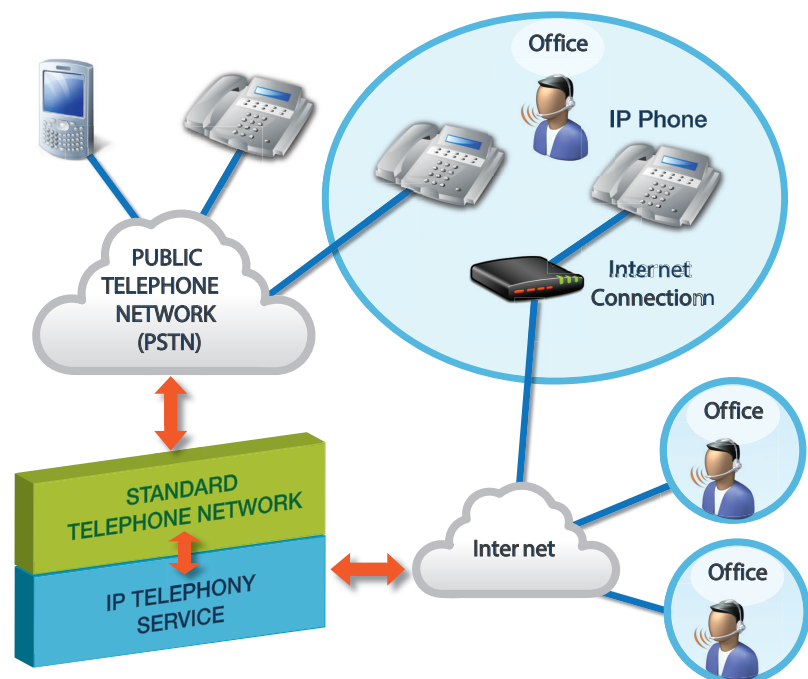 Office
IP Phone
Internet
Connection
PUBLIC
TELEPHONE
NETWORK
(PSTN)
STANDARD
TELEPHONE NETWORK
IP TELEPHONY
SERVICE
Internet
Office
Office